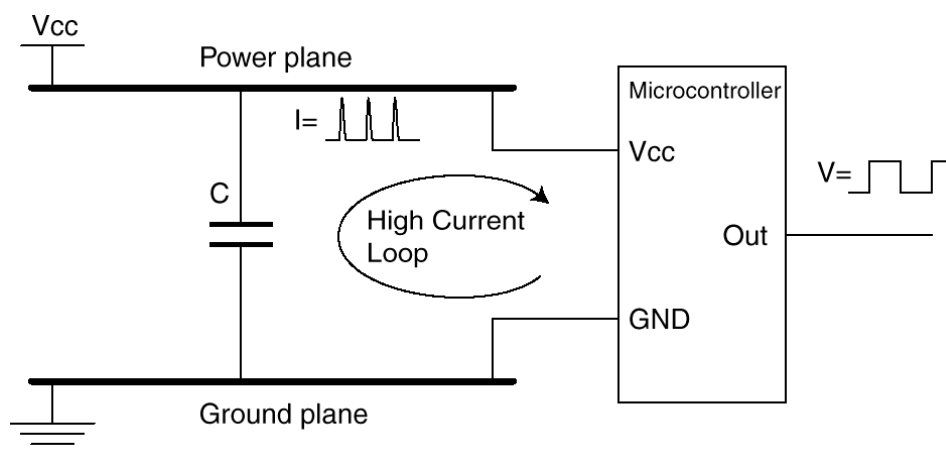 Vcc
Power plane
I=
Microcontroller
Vcc
V=
C
High Current
Loop
Out
GND
Ground plane